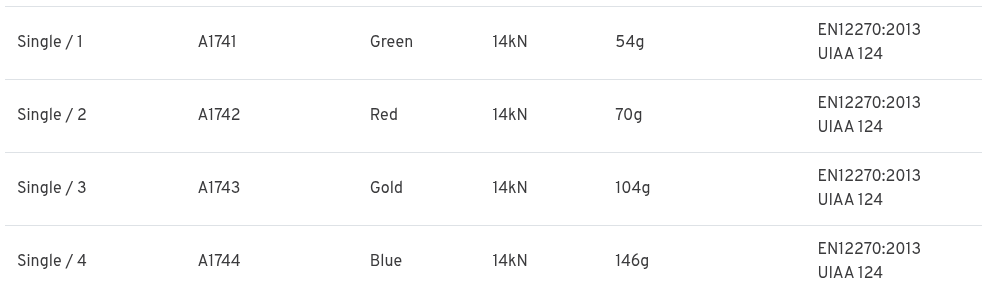 Single / 1 A1741 Green 14kN 54g EN12270:2013
UIAA 124
Single / 2 A1742 Red 14kN 70g EN12270:2013
UIAA 124
Single / 3 A1743 Gold 14kN 104g EN12270:2013
UIAA 124
Single / 4 A1744 Blue 14kN 146g EN12270:2013
UIAA 124